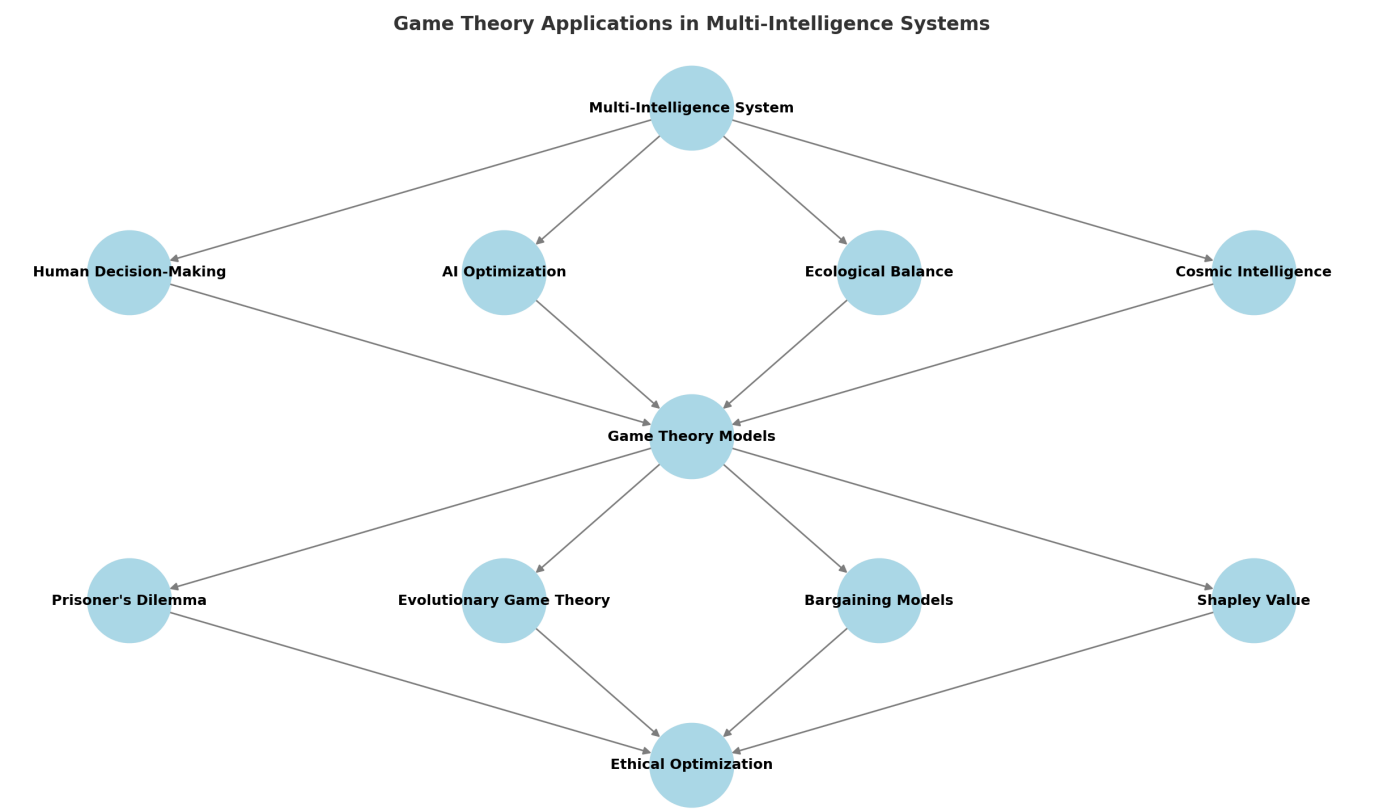 Game Theory Applications in Multi-Intelligence Systems
Multi-Intelligence System
Human Decision-Making
AI Optimization
Ecological Balance
Cosmic Intelligence
Game Theory Models
Prisoner's Dilemma
Evolutionary Game Theory
Bargaining Models
Shapley Value
Ethical Optimization